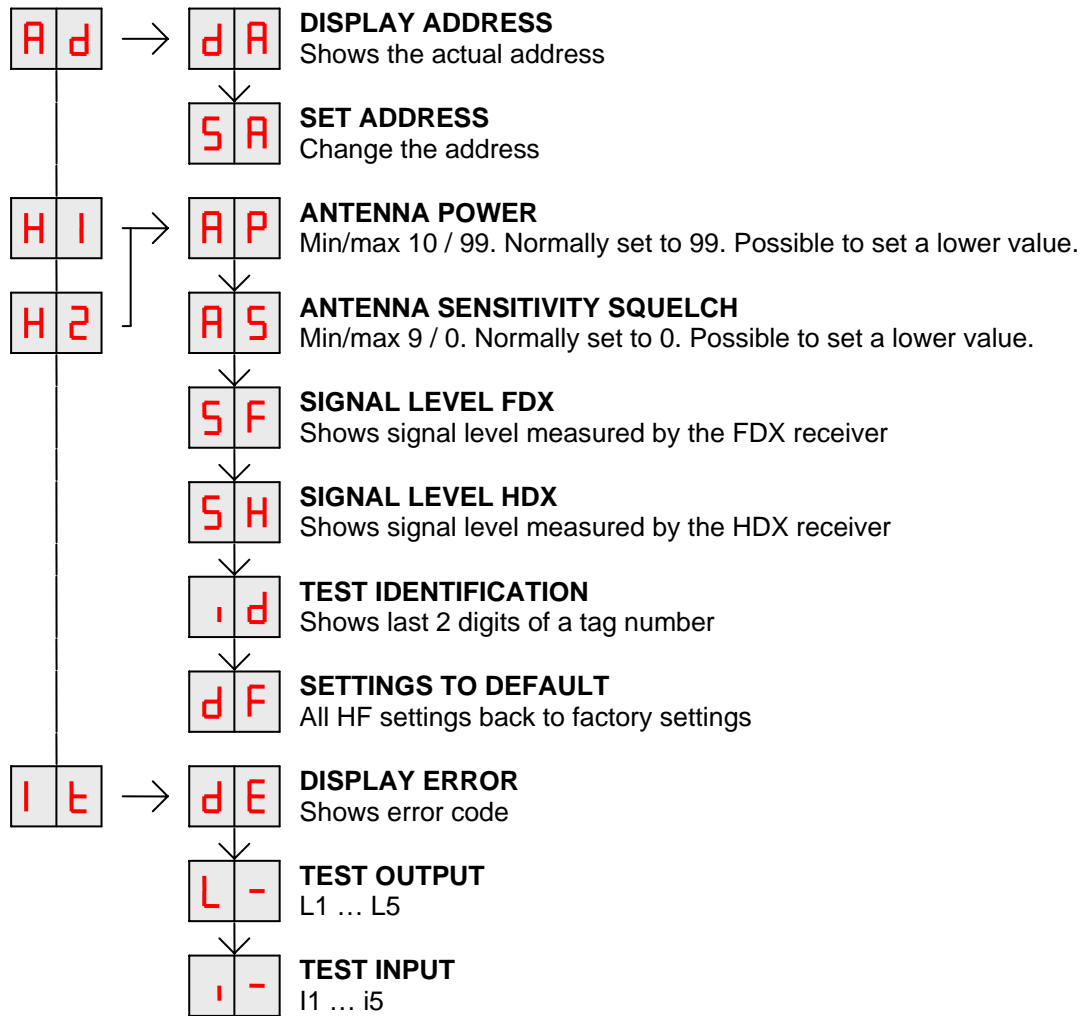 Ad dA DISPLAY ADDRESS
Shows the actual address
SA SET ADDRESS
Change the address
H1 AP ANTENNA POWER
Min/max 10 / 99. Normally set to 99. Possible to set a lower value.
H2 AS ANTENNA SENSITIVITY SQUELCH
Min/max 9 / 0. Normally set to 0. Possible to set a lower value.
SF SIGNAL LEVEL FDX
Shows signal level measured by the FDX receiver
SH SIGNAL LEVEL HDX
Shows signal level measured by the HDX receiver
id TEST IDENTIFICATION
Shows last 2 digits of a tag number
dF SETTINGS TO DEFAULT
All HF settings back to factory settings
It dE DISPLAY ERROR
Shows error code
L- TEST OUTPUT
L1 … L5
i- TEST INPUT
I1 … i5